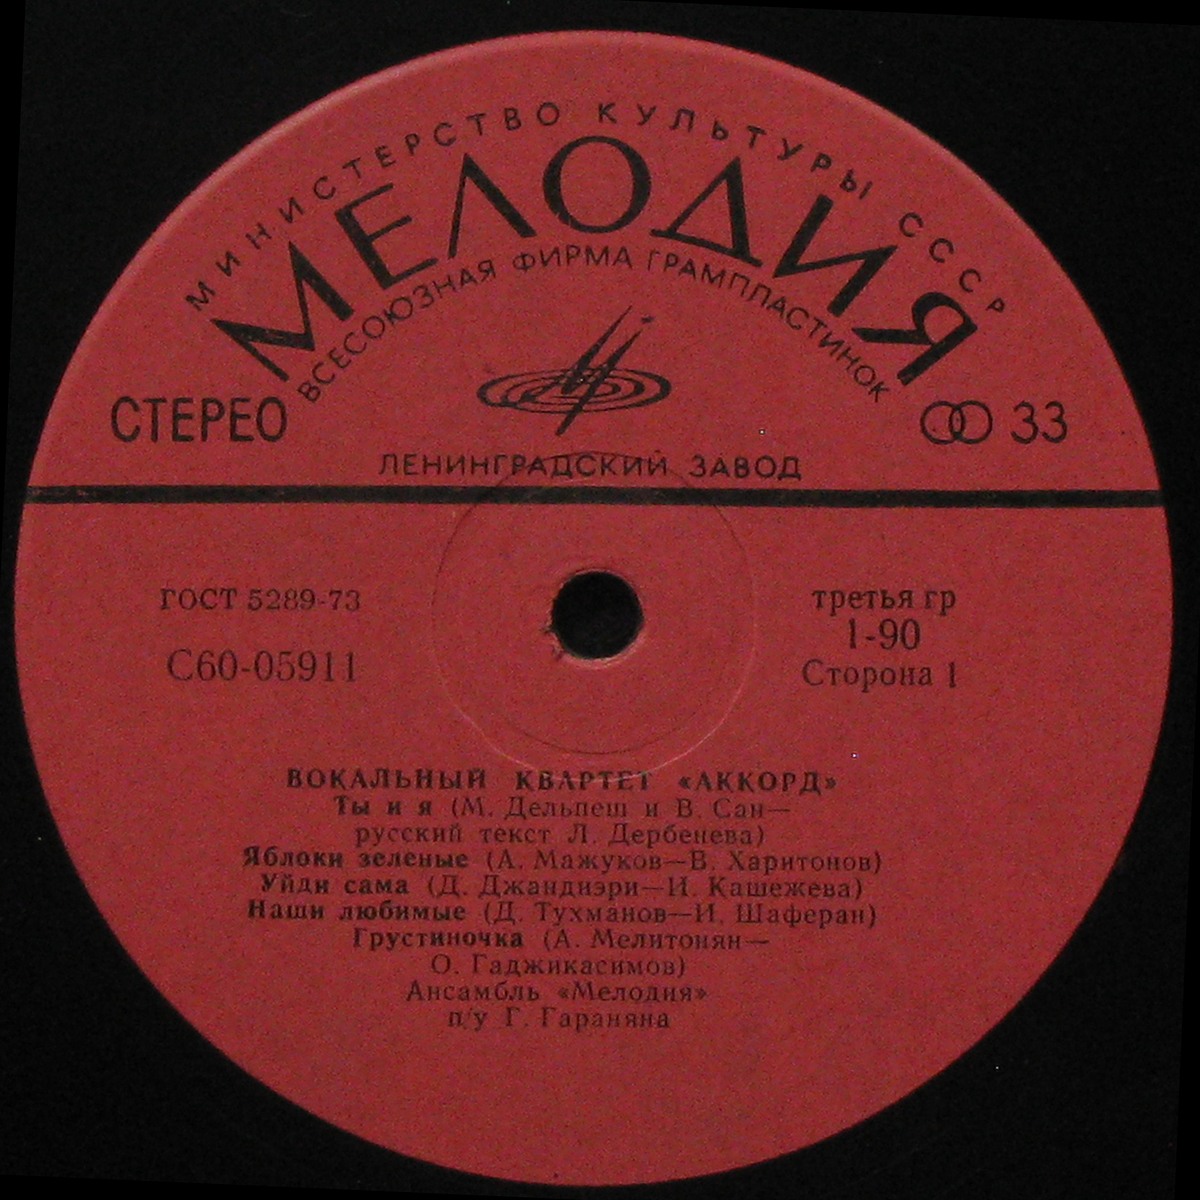 МИНИСТЕРСТВО КУЛЬТУРЫ СССР
МЕЛОДИЯ
ВСЕСОЮЗНАЯ ФИРМА ГРАМПЛАСТИНОК
СТЕРЕО
33
ЛЕНИНГРАДСКИЙ ЗАВОД
ГОСТ 5289-73
третья гр
1-90
С60-05911
Сторона 1
ВОКАЛЬНЫЙ КВАРТЕТ «АККОРД»
Ты и я (М. Дельпеш и В. Сан—
русский текст Л. Дербенева)
Яблоки зеленые (А. Мажуков—В. Харитонов)
Уйди сама (Д. Джандиэри—И. Кашежева)
Наши любимые (Д. Тухманов—И. Шаферан)
Грустиночка (А. Мелитонян—
О. Гаджикасимов)
Ансамбль «Мелодия»
п/у Г. Гараняна